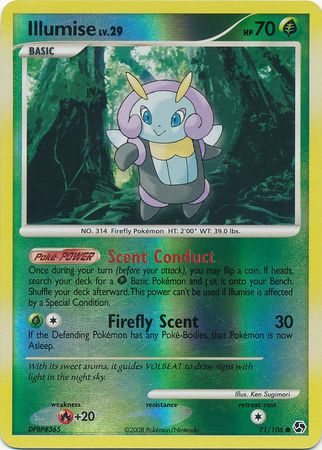 Illumise LV.29 HP 70
BASIC
NO. 314 Firefly Pokémon HT: 2'00" WT: 39.0 lbs.
Poké-POWER Scent Conduct
Once during your turn (before your attack), you may flip a coin. If heads,
search your deck for a Basic Pokémon and put it onto your Bench.
Shuffle your deck afterward. This power can't be used if Illumise is
affected by a Special Condition.
Firefly Scent 30
If the Defending Pokémon has any Poké-Bodies, that Pokémon is now
Asleep.
With its sweet aroma, it guides VOLBEAT to draw signs with
light in the night sky.
Illus. Ken Sugimori
weakness resistance retreat cost
+20
DPBP#365 ©2008 Pokémon/Nintendo 71/106